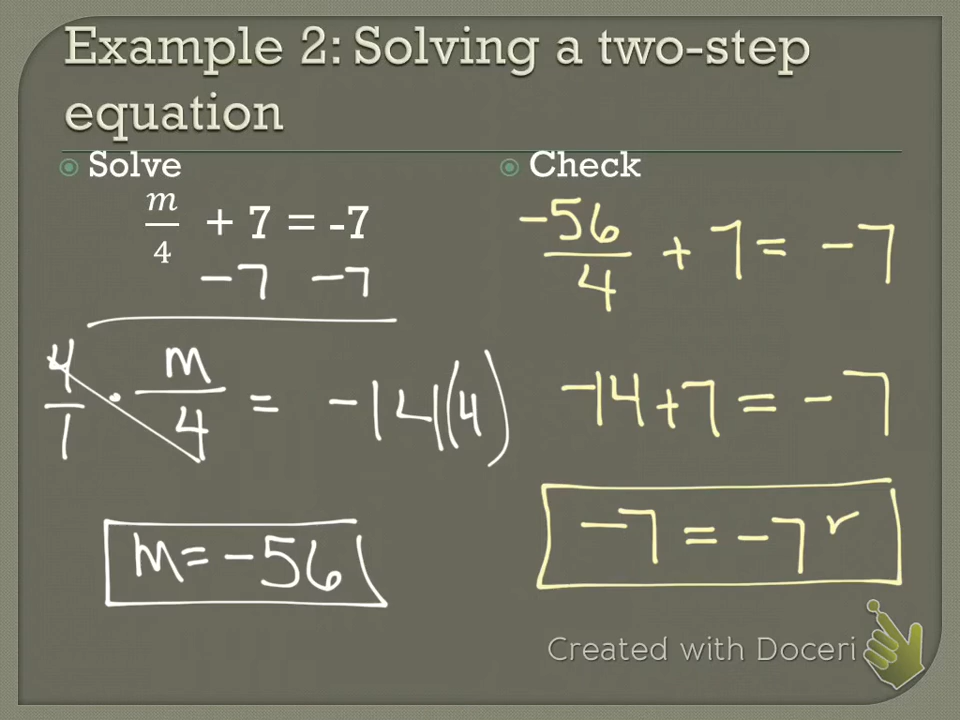 Example 2: Solving a two-step
equation
Solve
m/4 + 7 = -7
-7 -7
4/1 · m/4 = -14(4)
m = -56
Check
-56/4 + 7 = -7
-14 + 7 = -7
-7 = -7 ✓
Created with Doceri